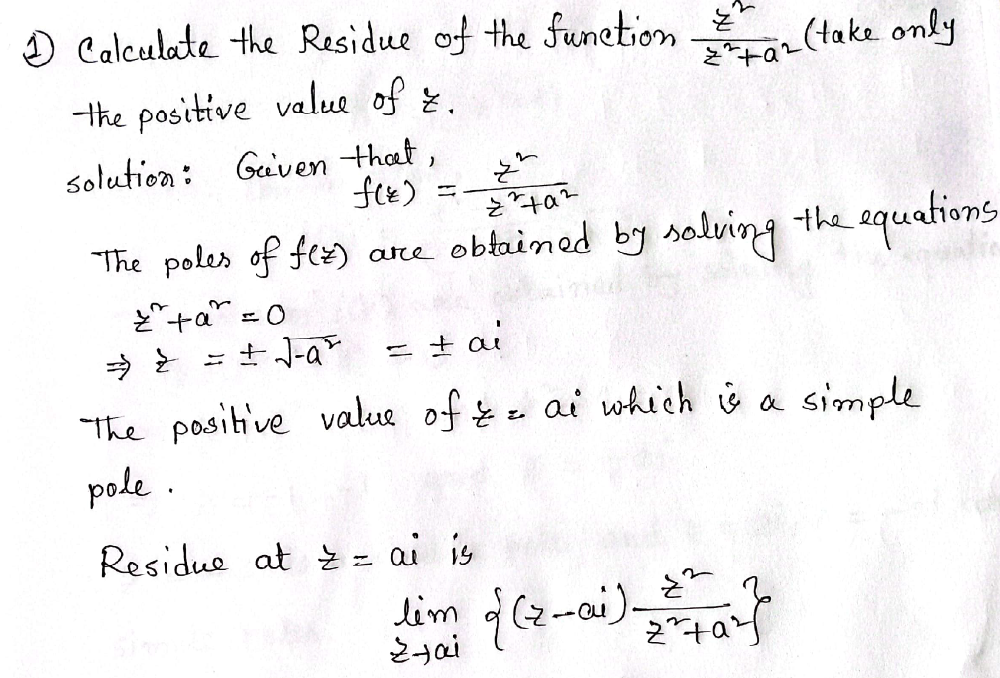 ① Calculate the Residue of the function z²/(z²+a²) (take only
the positive value of z.
solution: Given that,
f(z) = z²/(z²+a²)
The poles of f(z) are obtained by solving the equations
z²+a² = 0
⇒ z = ± √-a² = ± ai
The positive value of z = ai which is a simple
pole.
Residue at z = ai is
lim z→ai {(z-ai) z²/(z²+a²)}